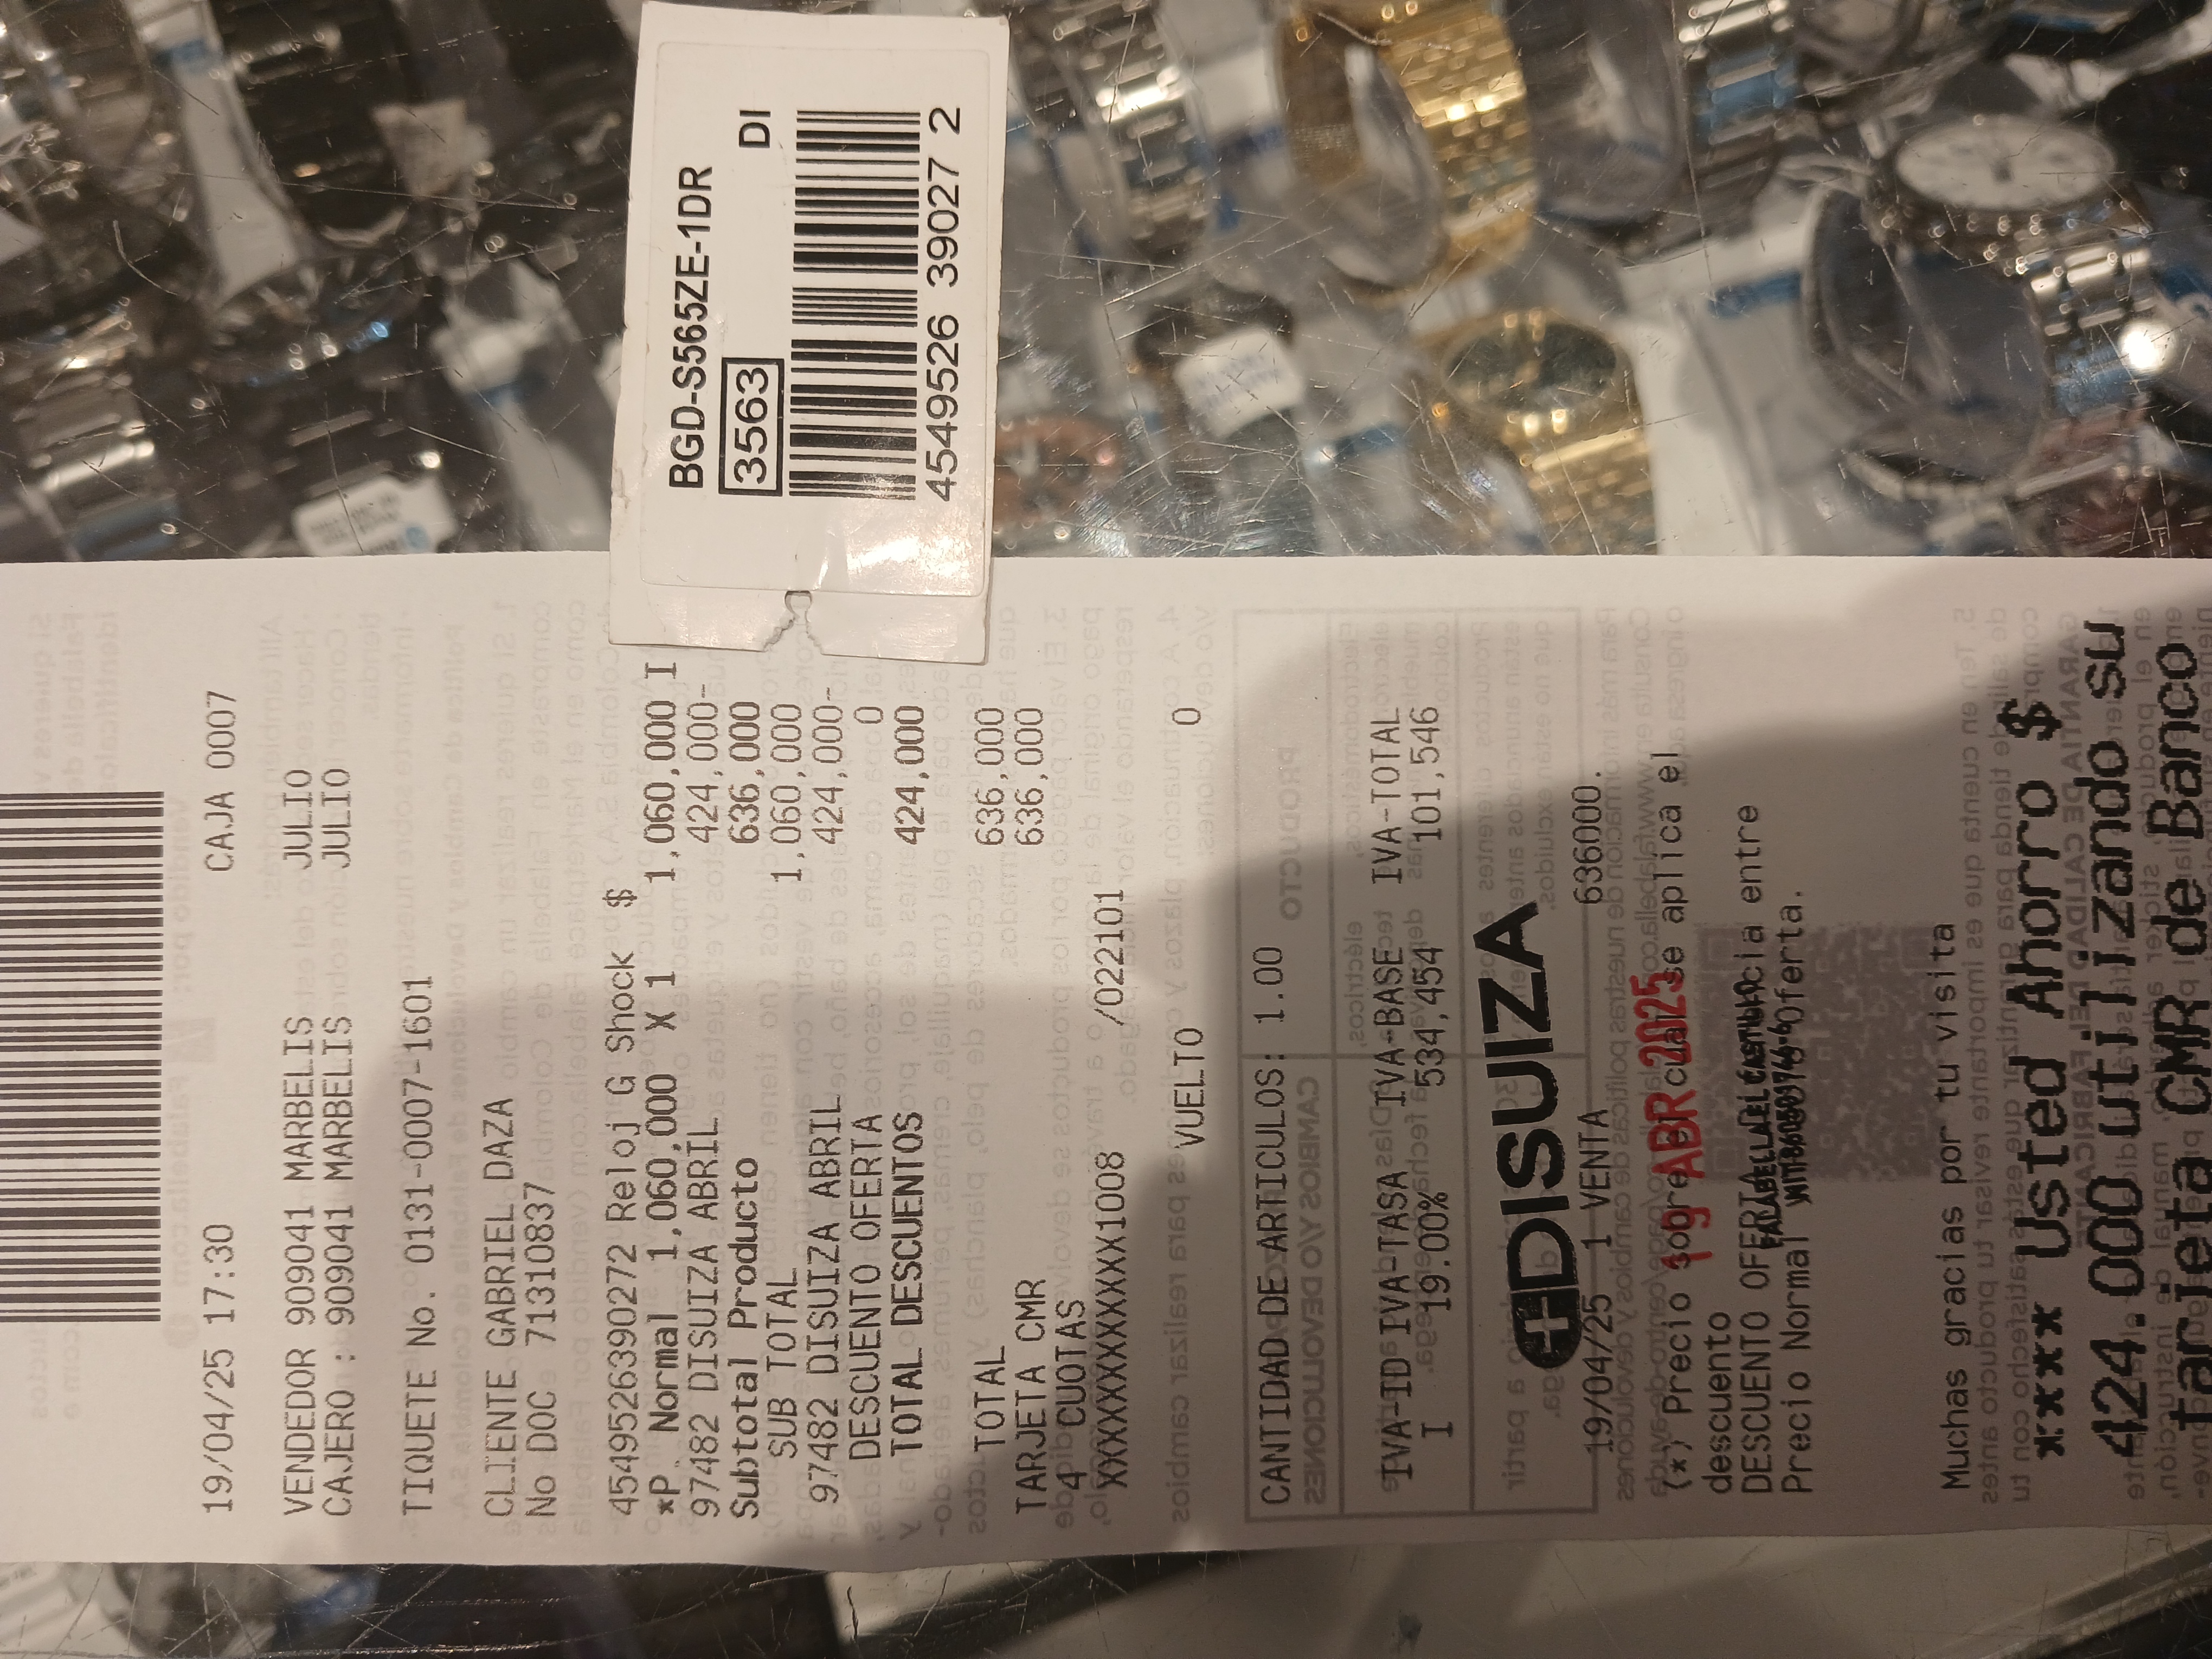 BGD-S565ZE-1DR
3563 DI
4549526 39027 2
19/04/25 17:30 CAJA 0007
VENDEDOR 909041 MARBELIS JULIO
CAJERO : 909041 MARBELIS JULIO
TIQUETE No. 0131-0007-1601
CLIENTE GABRIEL DAZA
No DOC 71310837
4549526390272 Reloj G Shock $
*P Normal 1,060,000 X 1 1,060,000 I
97482 DISUIZA ABRIL 424,000-
Subtotal Producto 636,000
SUB TOTAL 1,060,000
97482 DISUIZA ABRIL 424,000-
DESCUENTO OFERTA 0
TOTAL DESCUENTOS 424,000
TOTAL 636,000
TARJETA CMR 636,000
4 CUOTAS
XXXXXXXXXXXX1008 /022101
VUELTO 0
CANTIDAD DE ARTICULOS: 1.00
IVA-ID IVA-TASA IVA-BASE IVA-TOTAL
I 19.00% 534,454 101,546
DISUIZA
19/04/25 1 VENTA 636000.
(*) Precio sobre el cual se aplica el
descuento
19 ABR 2025
DESCUENTO OFERTA entre
Precio Normal Oferta.
Muchas gracias por tu visita
**** Usted Ahorro $
424.000 utilizando su
tarjeta CMR de Banco